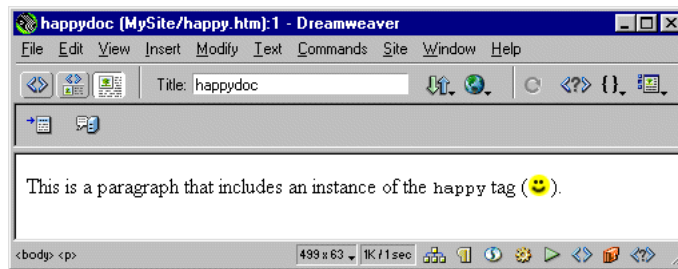 happydoc (MySite/happy.htm):1 - Dreamweaver
File Edit View Insert Modify Text Commands Site Window Help
Title: happydoc
This is a paragraph that includes an instance of the happy tag ( ).
<body> <p> 499 x 63 1K / 1 sec